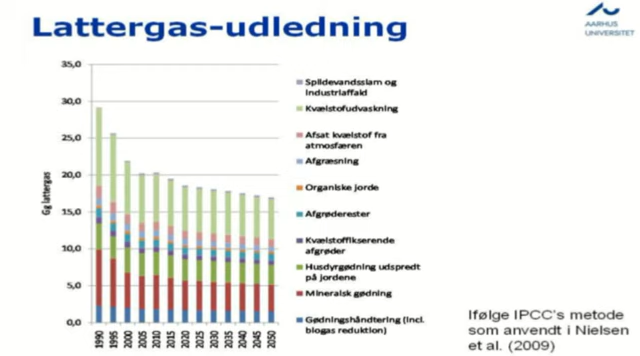 Lattergas-udledning
AARHUS
UNIVERSITET
35,0
30,0
25,0
20,0
15,0
10,0
5,0
0,0
Gg lattergas
1990
1995
2000
2005
2010
2015
2020
2025
2030
2035
2040
2045
2050
Spildevandsslam og
industriaffald
Kvælstofudvaskning
Afsat kvælstof fra
atmosfæren
Afgræsning
Organiske jorde
Afgrøderester
Kvælstoffikserende
afgrøder
Husdyrgødning udspredt
på jordene
Mineralsk gødning
Gødningshåndtering (incl.
biogas reduktion)
Ifølge IPCC's metode
som anvendt i Nielsen
et al. (2009)